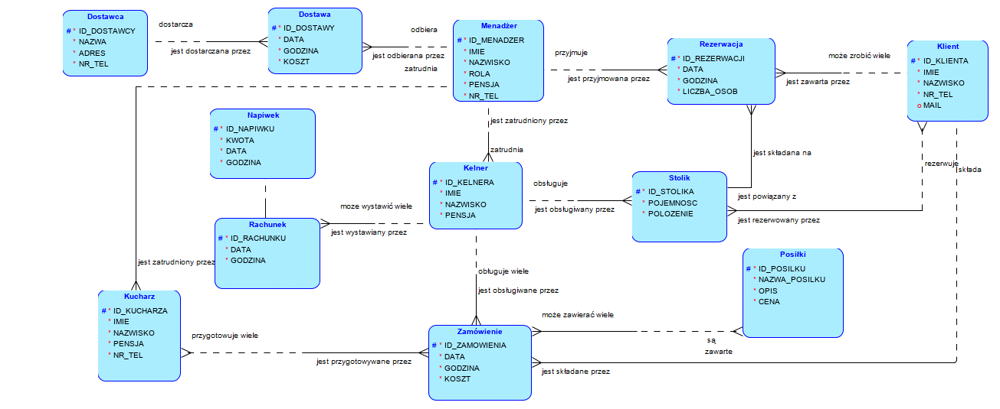 Dostawca
# * ID_DOSTAWCY
* NAZWA
* ADRES
* NR_TEL
dostarcza
jest dostarczana przez
Dostawa
# * ID_DOSTAWY
* DATA
* GODZINA
* KOSZT
odbiera
jest odbierana przez
zatrudnia
Menadżer
# * ID_MENADZER
* IMIE
* NAZWISKO
* ROLA
* PENSJA
* NR_TEL
przyjmuje
jest przyjmowana przez
Rezerwacja
# * ID_REZERWACJI
* DATA
* GODZINA
* LICZBA_OSOB
może zrobić wiele
jest zawarta przez
Klient
# * ID_KLIENTA
* IMIE
* NAZWISKO
* NR_TEL
o MAIL
Napiwek
# * ID_NAPIWKU
* KWOTA
* DATA
* GODZINA
jest zatrudniony przez
zatrudnia
jest składana na
rezerwuje
składa
Kelner
# * ID_KELNERA
* IMIE
* NAZWISKO
* PENSJA
obsługuje
jest obsługiwany przez
Stolik
# * ID_STOLIKA
* POJEMNOSC
* POLOZENIE
jest powiązany z
jest rezerwowany przez
moze wystawić wiele
jest wystawiany przez
Rachunek
# * ID_RACHUNKU
* DATA
* GODZINA
jest zatrudniony przez
obługuje wiele
jest obsługiwane przez
Posiłki
# * ID_POSILKU
* NAZWA_POSILKU
* OPIS
* CENA
Kucharz
# * ID_KUCHARZA
* IMIE
* NAZWISKO
* PENSJA
* NR_TEL
przygotowuje wiele
jest przygotowywane przez
Zamówienie
# * ID_ZAMOWIENIA
* DATA
* GODZINA
* KOSZT
może zawierać wiele
są
zawarte
jest składane przez